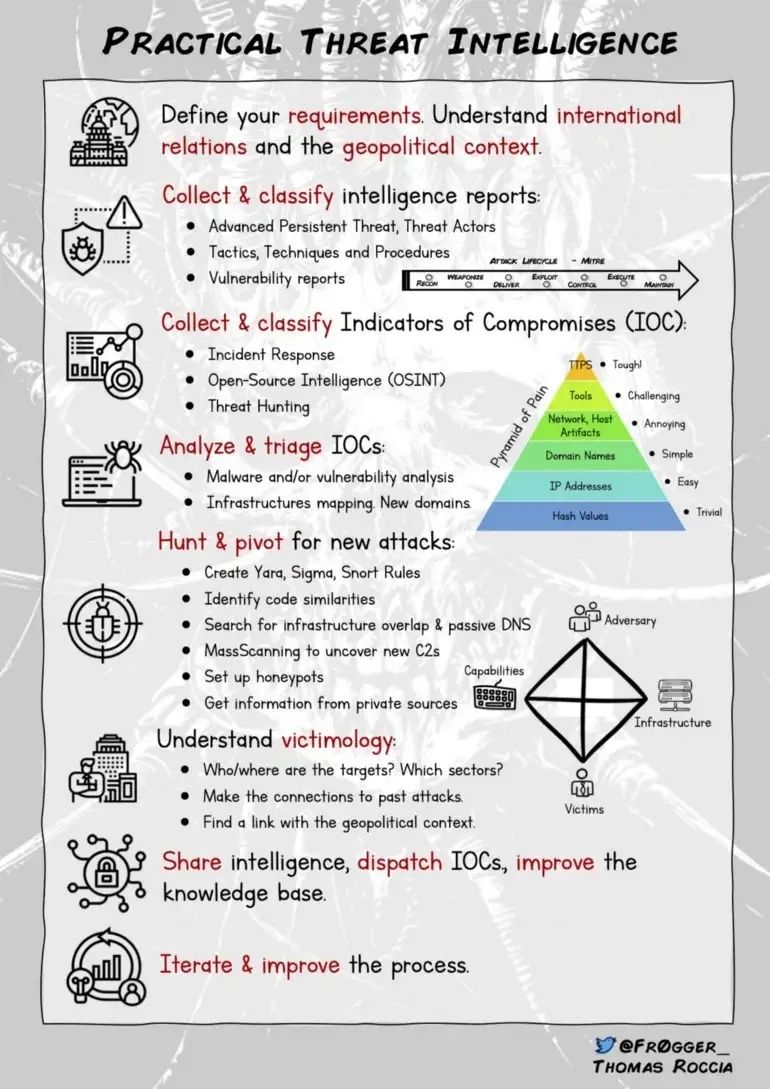 PRACTICAL THREAT INTELLIGENCE
Define your requirements. Understand international
relations and the geopolitical context.
Collect & classify intelligence reports:
• Advanced Persistent Threat, Threat Actors
• Tactics, Techniques and Procedures
• Vulnerability reports
ATTACK LIFECYCLE - MITRE
RECON
WEAPONIZE
DELIVER
EXPLOIT
CONTROL
EXECUTE
MAINTAIN
Collect & classify Indicators of Compromises (IOC):
• Incident Response
• Open-Source Intelligence (OSINT)
• Threat Hunting
Pyramid of Pain
TTPS • Tough!
Tools • Challenging
Network, Host
Artifacts • Annoying
Domain Names • Simple
IP Addresses • Easy
Hash Values • Trivial
Analyze & triage IOCs:
• Malware and/or vulnerability analysis
• Infrastructures mapping. New domains.
Hunt & pivot for new attacks:
• Create Yara, Sigma, Snort Rules
• Identify code similarities
• Search for infrastructure overlap & passive DNS
• MassScanning to uncover new C2s
• Set up honeypots
• Get information from private sources
Adversary
Capabilities
Infrastructure
Victims
Understand victimology:
• Who/where are the targets? Which sectors?
• Make the connections to past attacks.
• Find a link with the geopolitical context.
Share intelligence, dispatch IOCs., improve the
knowledge base.
Iterate & improve the process.
@FR0GGER_
THOMAS ROCCIA